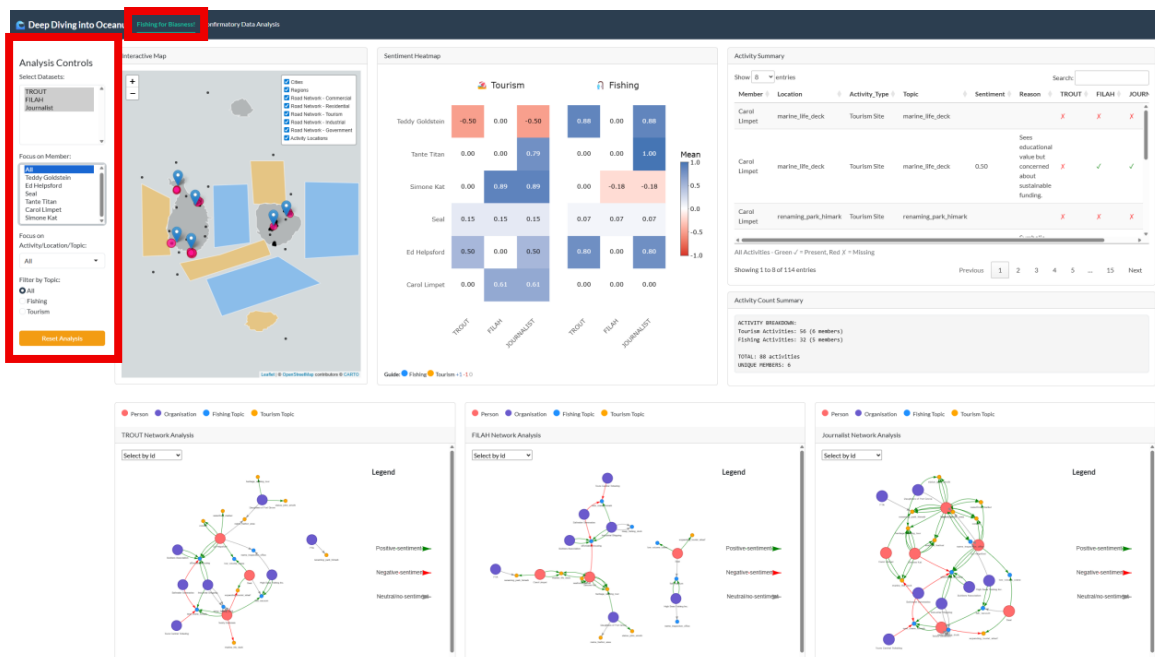 Deep Diving into Oceanu
Fishing for Biasness!
onfirmatory Data Analysis
Analysis Controls
Select Datasets:
TROUT
FILAH
Journalist
Focus on Member:
All
Teddy Goldstein
Ed Helpsford
Seal
Tante Titan
Carol Limpet
Simone Kat
Focus on
Activity/Location/Topic:
All
Filter by Topic:
All
Fishing
Tourism
Reset Analysis
Interactive Map
+
−
Cities
Regions
Road Network - Commercial
Road Network - Residential
Road Network - Tourism
Road Network - Industrial
Road Network - Government
Activity Locations
Leaflet | © OpenStreetMap contributors © CARTO
Sentiment Heatmap
Tourism Fishing
Teddy Goldstein -0.50 0.00 -0.50 0.88 0.00 0.88
Tante Titan 0.00 0.00 0.79 0.00 0.00 1.00
Simone Kat 0.00 0.89 0.89 0.00 -0.18 -0.18
Seal 0.15 0.15 0.15 0.07 0.07 0.07
Ed Helpsford 0.50 0.00 0.50 0.80 0.00 0.80
Carol Limpet 0.00 0.61 0.61 0.00 0.00 0.00
TROUT FILAH JOURNALIST TROUT FILAH JOURNALIST
Mean
1.0
0.5
0.0
-0.5
-1.0
Guide: Fishing Tourism +1 -1 0
Activity Summary
Show 8 entries Search:
Member Location Activity_Type Topic Sentiment Reason TROUT FILAH JOURN
Carol
Limpet marine_life_deck Tourism Site marine_life_deck ✗ ✗ ✗
Carol
Limpet marine_life_deck Tourism Site marine_life_deck 0.50 ✗ ✓ ✓
Sees
educational
value but
concerned
about
sustainable
funding.
Carol
Limpet renaming_park_himark Tourism Site renaming_park_himark ✗ ✗ ✗
All Activities - Green ✓ = Present, Red ✗ = Missing
Showing 1 to 8 of 114 entries
Previous 1 2 3 4 5 … 15 Next
Activity Count Summary
ACTIVITY BREAKDOWN:
Tourism Activities: 56 (6 members)
Fishing Activities: 32 (5 members)
TOTAL: 88 activities
UNIQUE MEMBERS: 6
Person Organisation Fishing Topic Tourism Topic
TROUT Network Analysis
Select by id
Legend
Positive sentiment
Negative sentiment
Neutral/no sentiment
Person Organisation Fishing Topic Tourism Topic
FILAH Network Analysis
Select by id
Legend
Positive sentiment
Negative sentiment
Neutral/no sentiment
Person Organisation Fishing Topic Tourism Topic
Journalist Network Analysis
Select by id
Legend
Positive sentiment
Negative sentiment
Neutral/no sentiment